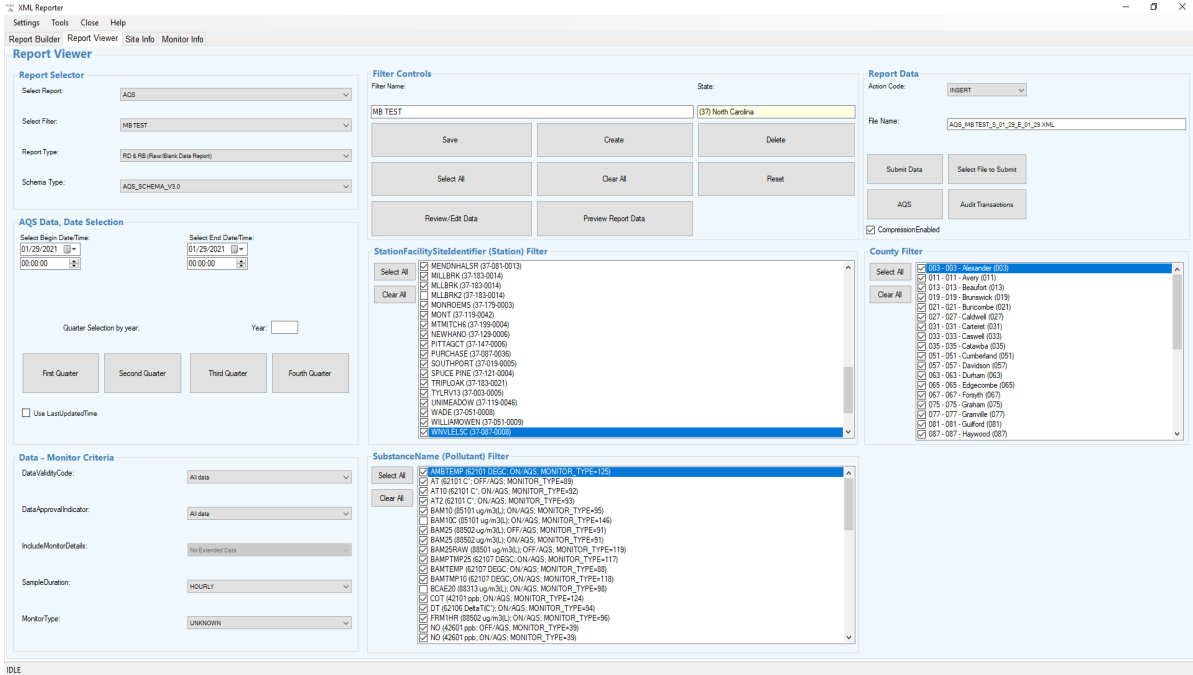 XML Reporter
Settings Tools Close Help
Report Builder Report Viewer Site Info Monitor Info
Report Viewer
Report Selector
Select Report: AQS
Select Filter: MB TEST
Report Type: RD & RB (Raw/Blank Data Report)
Schema Type: AQS_SCHEMA_V3.0
AQS Data, Date Selection
Select Begin Date/Time: Select End Date/Time:
01/29/2021 01/29/2021
00:00:00 00:00:00
Quarter Selection by year: Year:
First Quarter Second Quarter Third Quarter Fourth Quarter
Use LastUpdatedTime
Data - Monitor Criteria
DataValidityCode: All data
DataApprovalIndicator: All data
IncludeMonitorDetails: No Extended Data
SampleDuration: HOURLY
MonitorType: UNKNOWN
Filter Controls
Filter Name: State:
MB TEST (37) North Carolina
Save Create Delete
Select All Clear All Reset
Review/Edit Data Preview Report Data
StationFacilitySiteIdentifier (Station) Filter
Select All
Clear All
MENDNHALSR (37-081-0013)
MILLBRK (37-183-0014)
MLLBRK (37-183-0014)
MLLBRK2 (37-183-0014)
MONROEMS (37-179-0003)
MONT (37-119-0042)
MTMITCH6 (37-199-0004)
NEWHANO (37-129-0006)
PITTAGCT (37-147-0006)
PURCHASE (37-087-0036)
SOUTHPORT (37-019-0005)
SPUCE PINE (37-121-0004)
TRIPLOAK (37-183-0021)
TYLRV13 (37-003-0005)
UNIMEADOW (37-119-0046)
WADE (37-051-0008)
WILLIAMOWEN (37-051-0009)
WNVLELSC (37-087-0008)
SubstanceName (Pollutant) Filter
Select All
Clear All
AMBTEMP (62101 DEGC; ON/AQS; MONITOR_TYPE=125)
AT (62101 C°; OFF/AQS; MONITOR_TYPE=89)
AT10 (62101 C°; ON/AQS; MONITOR_TYPE=92)
AT2 (62101 C°; ON/AQS; MONITOR_TYPE=93)
BAM10 (85101 ug/m3(L); ON/AQS; MONITOR_TYPE=95)
BAM10C (85101 ug/m3(L); ON/AQS; MONITOR_TYPE=146)
BAM25 (88502 ug/m3(L); OFF/AQS; MONITOR_TYPE=91)
BAM25 (88502 ug/m3(L); ON/AQS; MONITOR_TYPE=91)
BAM25RAW (88501 ug/m3(L); OFF/AQS; MONITOR_TYPE=119)
BAMPTMP25 (62107 DEGC; ON/AQS; MONITOR_TYPE=117)
BAMTEMP (62107 DEGC; ON/AQS; MONITOR_TYPE=88)
BAMTMP10 (62107 DEGC; ON/AQS; MONITOR_TYPE=118)
BCAE20 (88313 ug/m3(L); ON/AQS; MONITOR_TYPE=98)
COT (42101 ppb; ON/AQS; MONITOR_TYPE=124)
DT (62106 DeltaT(C°); ON/AQS; MONITOR_TYPE=94)
FRM1HR (88502 ug/m3(L); ON/AQS; MONITOR_TYPE=96)
NO (42601 ppb; OFF/AQS; MONITOR_TYPE=39)
NO (42601 ppb; ON/AQS; MONITOR_TYPE=39)
Report Data
Action Code: INSERT
File Name: AQS_MBTEST_S_01_29_E_01_29.XML
Submit Data Select File to Submit
AQS Audit Transactions
CompressionEnabled
County Filter
Select All
Clear All
003 - 003 - Alexander (003)
011 - 011 - Avery (011)
013 - 013 - Beaufort (013)
019 - 019 - Brunswick (019)
021 - 021 - Buncombe (021)
027 - 027 - Caldwell (027)
031 - 031 - Carteret (031)
033 - 033 - Caswell (033)
035 - 035 - Catawba (035)
051 - 051 - Cumberland (051)
057 - 057 - Davidson (057)
063 - 063 - Durham (063)
065 - 065 - Edgecombe (065)
067 - 067 - Forsyth (067)
075 - 075 - Graham (075)
077 - 077 - Granville (077)
081 - 081 - Guilford (081)
087 - 087 - Haywood (087)
IDLE